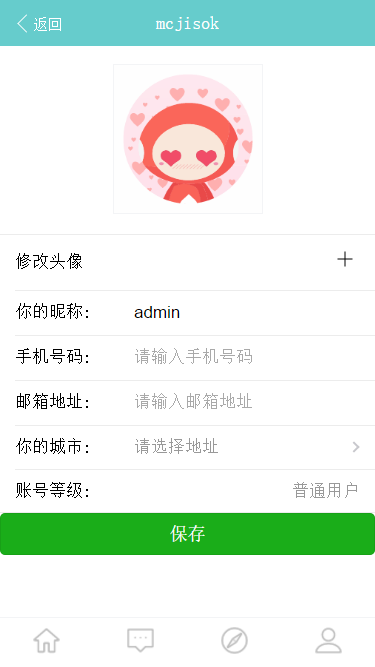 返回
mcjisok
修改头像
你的昵称: admin
手机号码: 请输入手机号码
邮箱地址: 请输入邮箱地址
你的城市: 请选择地址
账号等级: 普通用户
保存